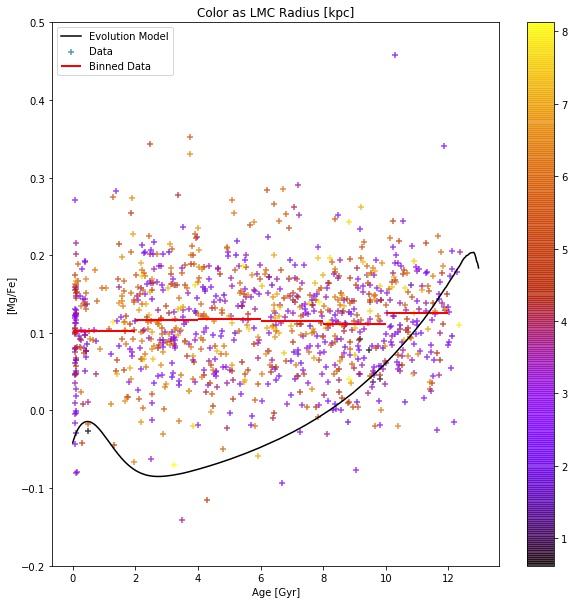 Color as LMC Radius [kpc]
Evolution Model
Data
Binned Data
[Mg/Fe]
0.5
0.4
0.3
0.2
0.1
0.0
−0.1
−0.2
0 2 4 6 8 10 12
Age [Gyr]
8
7
6
5
4
3
2
1